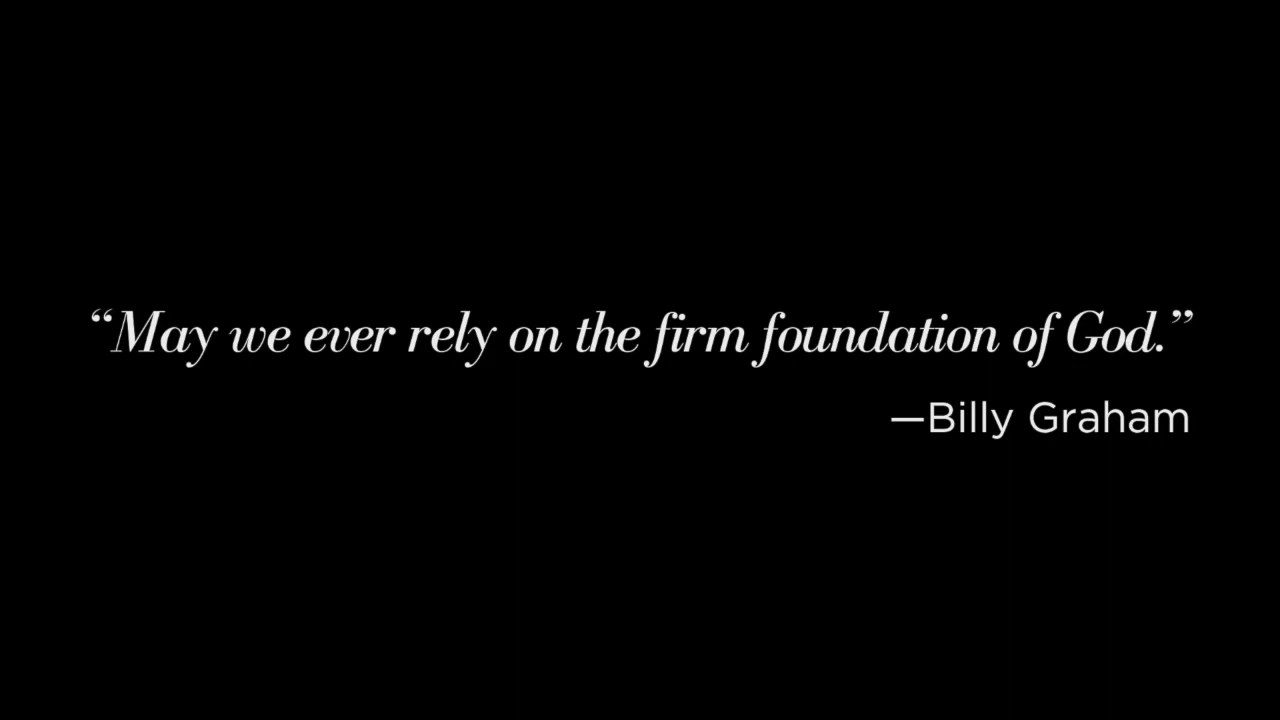 “May we ever rely on the firm foundation of God.”
—Billy Graham